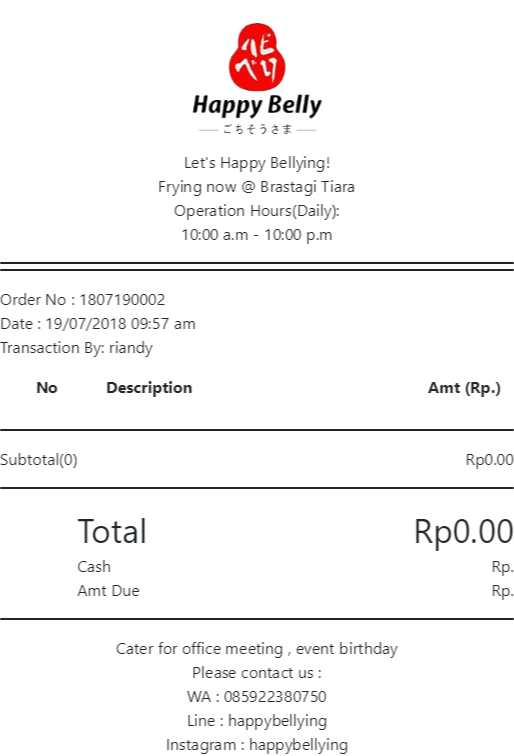 ハピ
べり
Happy Belly
ごちそうさま
Let's Happy Bellying!
Frying now @ Brastagi Tiara
Operation Hours(Daily):
10:00 a.m - 10:00 p.m
Order No : 1807190002
Date : 19/07/2018 09:57 am
Transaction By: riandy
No Description Amt (Rp.)
Subtotal(0) Rp0.00
Total Rp0.00
Cash Rp.
Amt Due Rp.
Cater for office meeting , event birthday
Please contact us :
WA : 085922380750
Line : happybellying
Instagram : happybellying